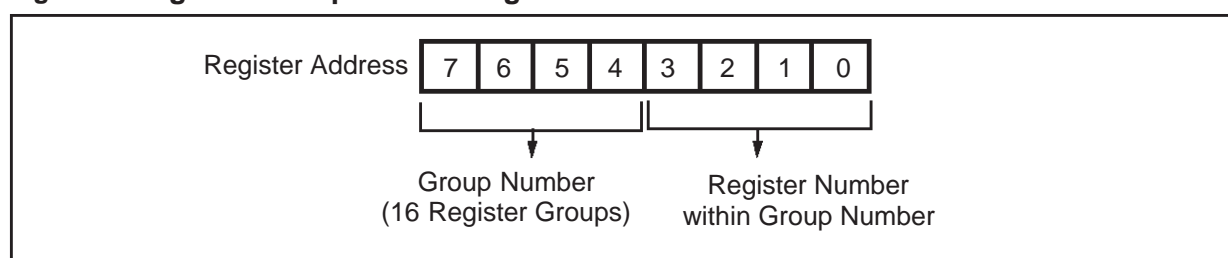 Register Address 7 6 5 4 3 2 1 0
Group Number
(16 Register Groups)
Register Number
within Group Number